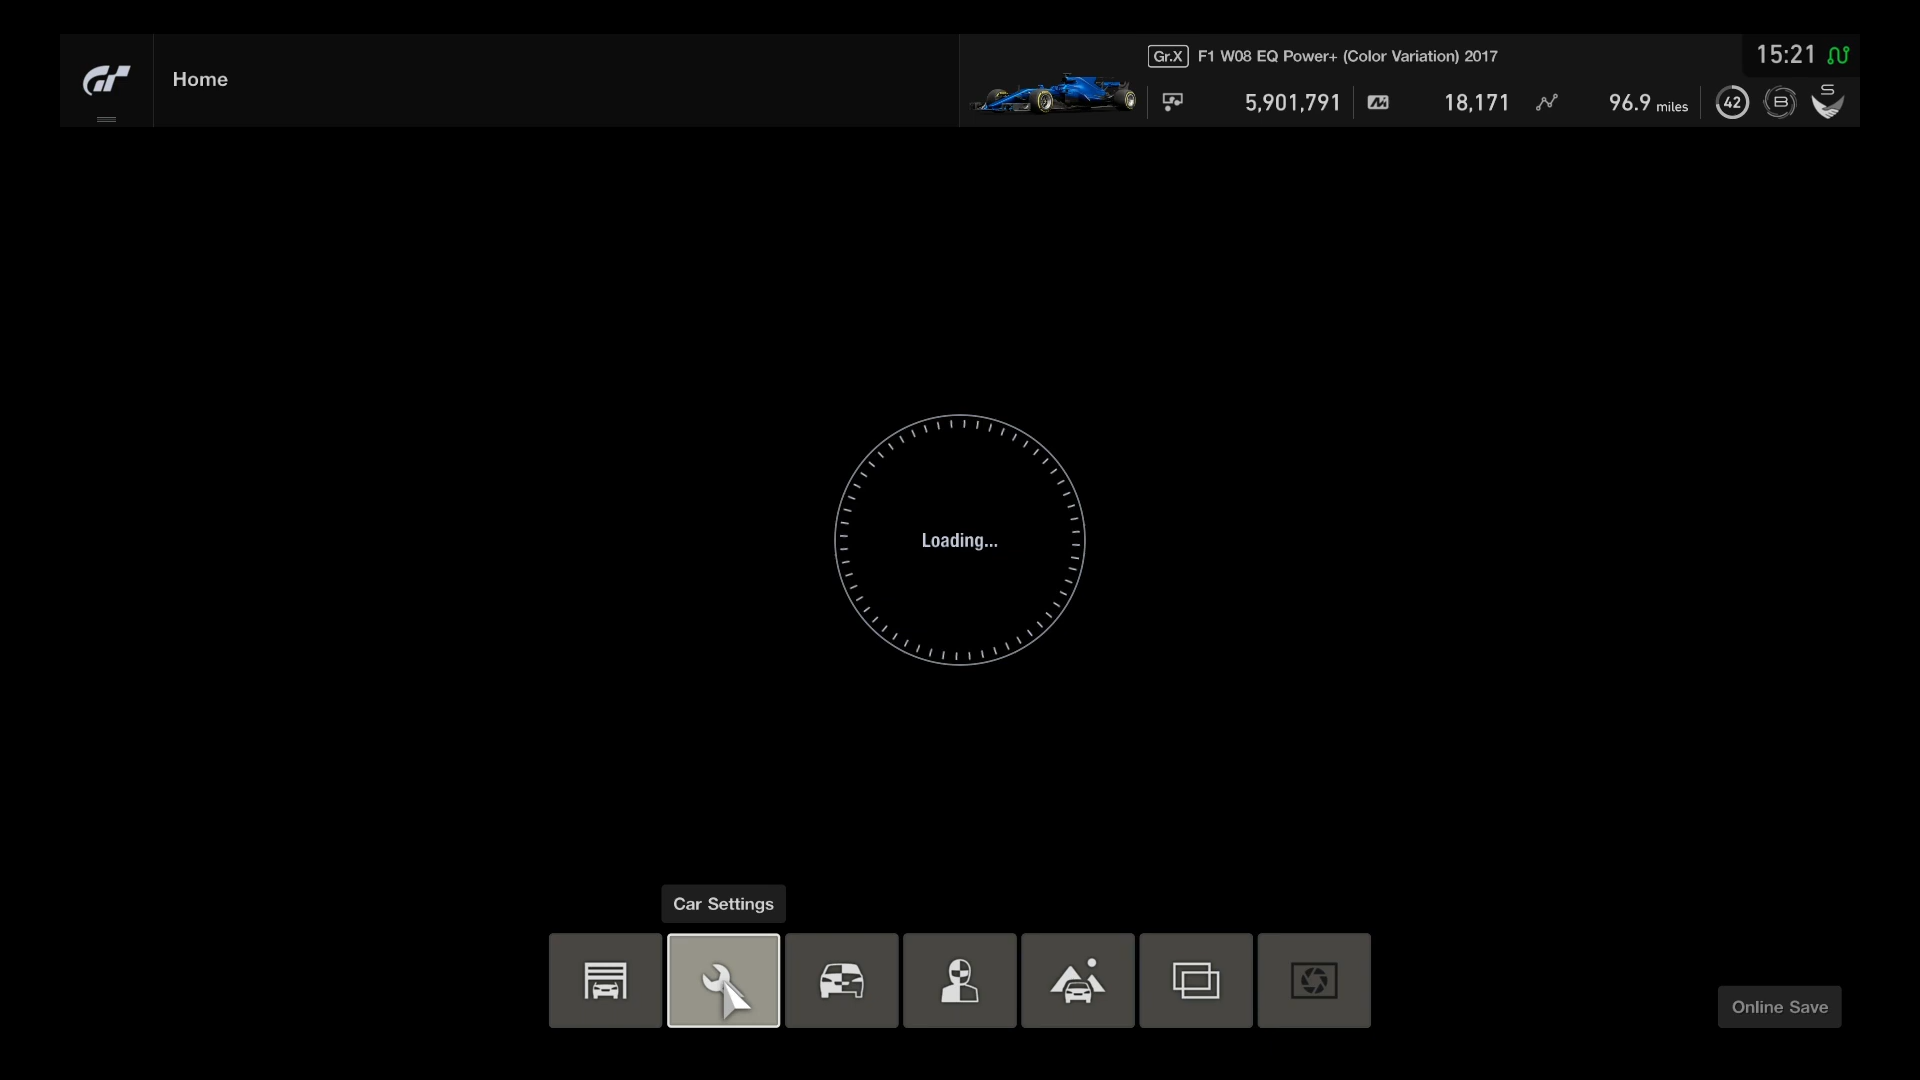 Home
Gr.X F1 W08 EQ Power+ (Color Variation) 2017
15:21
5,901,791 18,171 96.9 miles 42 B S
Loading...
Car Settings
Online Save